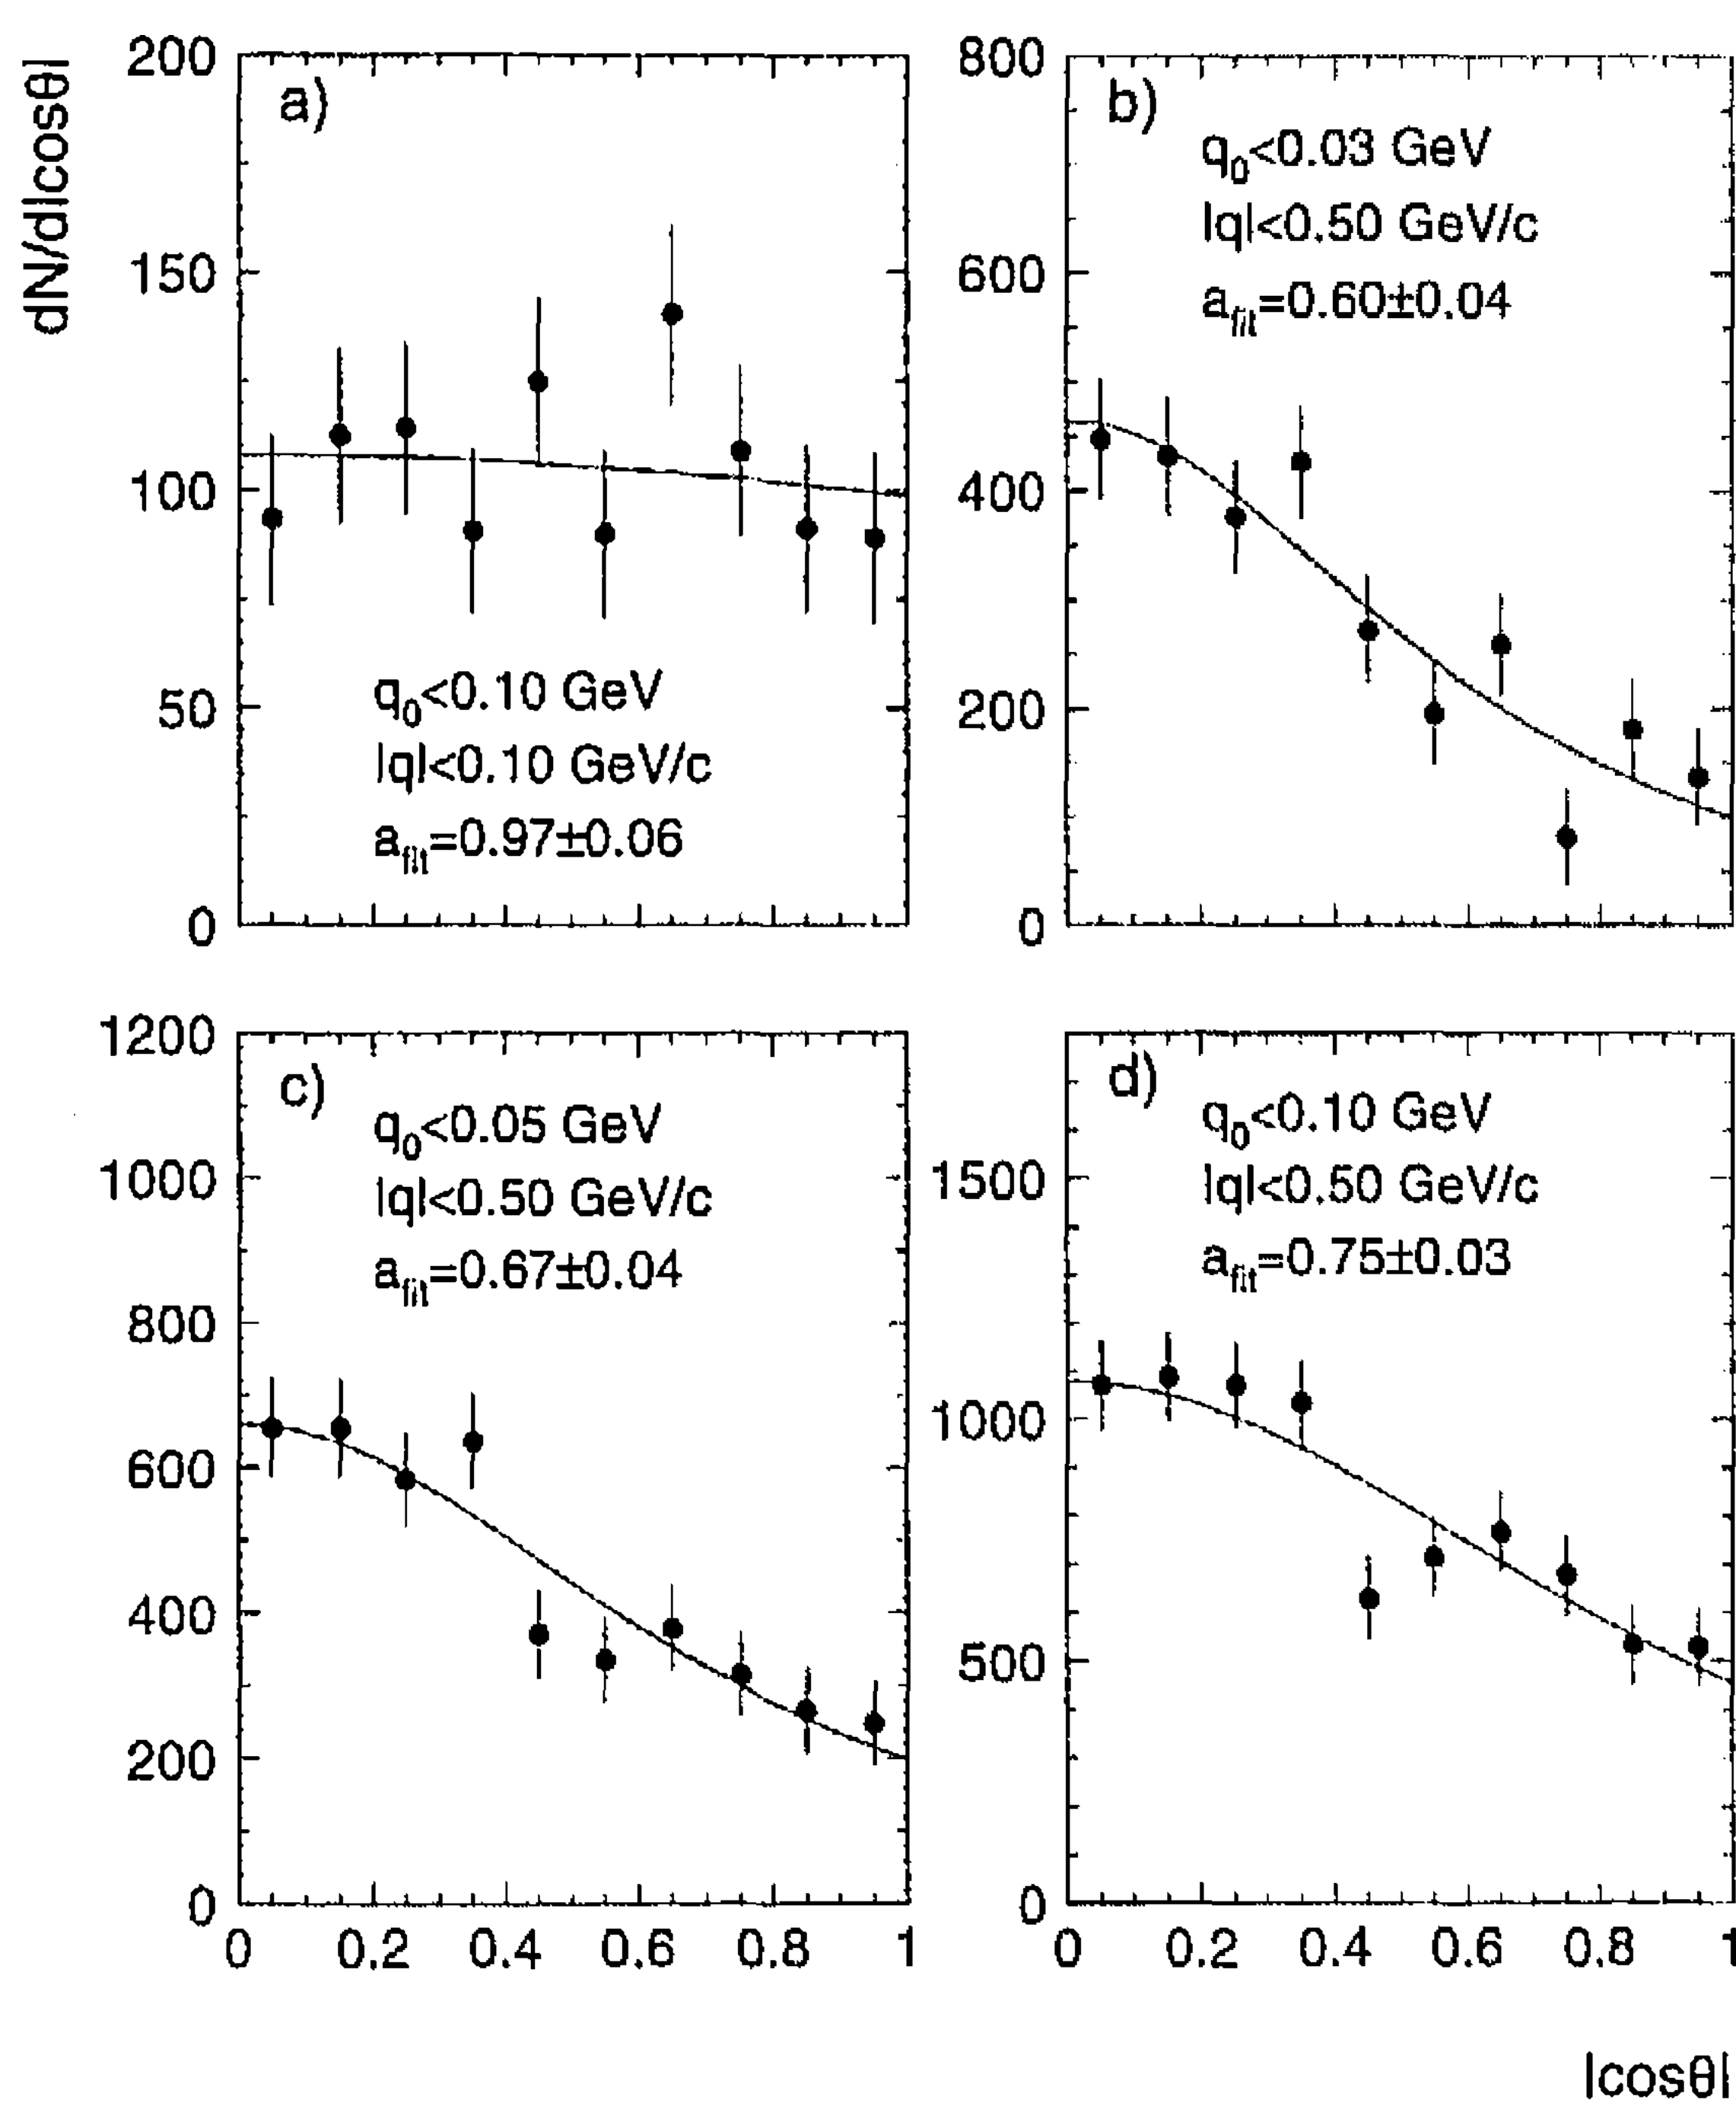 dN/d|cosθ|
200
150
100
50
0
a)
q0<0.10 GeV
|q|<0.10 GeV/c
afit=0.97±0.06
800
600
400
200
0
b)
q0<0.03 GeV
|q|<0.50 GeV/c
afit=0.60±0.04
1200
1000
800
600
400
200
0
c)
q0<0.05 GeV
|q|<0.50 GeV/c
afit=0.67±0.04
0 0.2 0.4 0.6 0.8 1
1500
1000
500
0
d)
q0<0.10 GeV
|q|<0.50 GeV/c
afit=0.75±0.03
0 0.2 0.4 0.6 0.8 1
|cosθ|